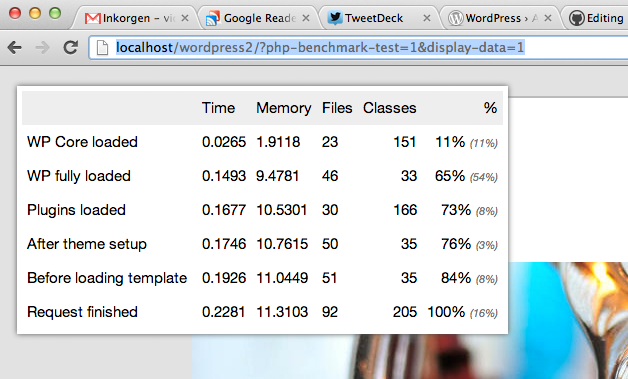 Inkorgen – vi
Google Reade
TweetDeck
WordPress › A
Editing
localhost/wordpress2/?php-benchmark-test=1&display-data=1
Time Memory Files Classes %
WP Core loaded 0.0265 1.9118 23 151 11% (11%)
WP fully loaded 0.1493 9.4781 46 33 65% (54%)
Plugins loaded 0.1677 10.5301 30 166 73% (8%)
After theme setup 0.1746 10.7615 50 35 76% (3%)
Before loading template 0.1926 11.0449 51 35 84% (8%)
Request finished 0.2281 11.3103 92 205 100% (16%)